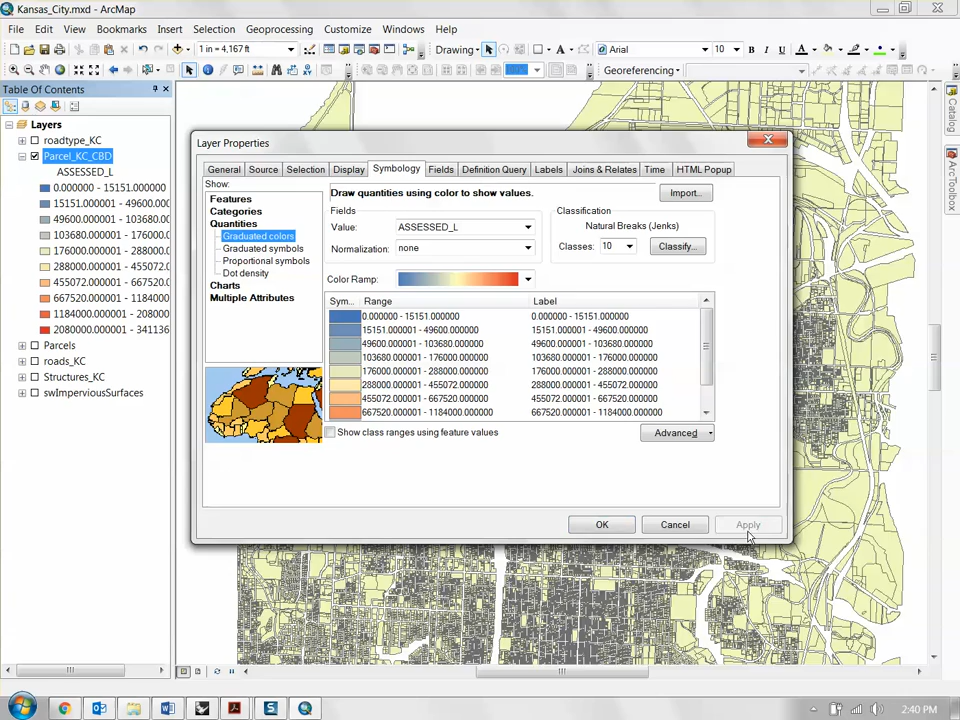 Kansas_City.mxd - ArcMap
File Edit View Bookmarks Insert Selection Geoprocessing Customize Windows Help
1 in = 4,167 ft Drawing Arial 10 B I U A
100% Georeferencing
Table Of Contents
Catalog
ArcToolbox
Layers
roadtype_KC
Parcel_KC_CBD
ASSESSED_L
0.000000 - 15151.000000
15151.000001 - 49600.000
49600.000001 - 103680.00
103680.000001 - 176000.0
176000.000001 - 288000.0
288000.000001 - 455072.0
455072.000001 - 667520.0
667520.000001 - 1184000
1184000.000001 - 208000
2080000.000001 - 341136
Parcels
roads_KC
Structures_KC
swImperviousSurfaces
Layer Properties
General Source Selection Display Symbology Fields Definition Query Labels Joins & Relates Time HTML Popup
Show:
Features
Categories
Quantities
Graduated colors
Graduated symbols
Proportional symbols
Dot density
Charts
Multiple Attributes
Draw quantities using color to show values.
Import...
Fields
Value: ASSESSED_L
Normalization: none
Classification
Natural Breaks (Jenks)
Classes: 10 Classify...
Color Ramp:
Sym... Range Label
0.000000 - 15151.000000 0.000000 - 15151.000000
15151.000001 - 49600.000000 15151.000001 - 49600.000000
49600.000001 - 103680.000000 49600.000001 - 103680.000000
103680.000001 - 176000.000000 103680.000001 - 176000.000000
176000.000001 - 288000.000000 176000.000001 - 288000.000000
288000.000001 - 455072.000000 288000.000001 - 455072.000000
455072.000001 - 667520.000000 455072.000001 - 667520.000000
667520.000001 - 1184000.000000 667520.000001 - 1184000.000000
Show class ranges using feature values
Advanced
OK Cancel Apply
2:40 PM